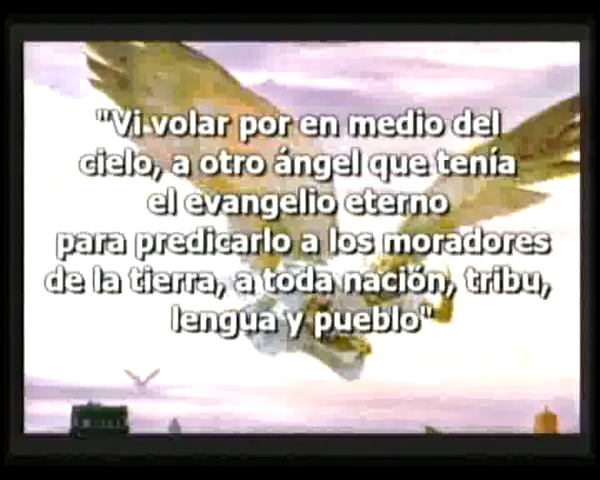 "Vi volar por en medio del
cielo, a otro ángel que tenía
el evangelio eterno
para predicarlo a los moradores
de la tierra, a toda nación, tribu,
lengua y pueblo"